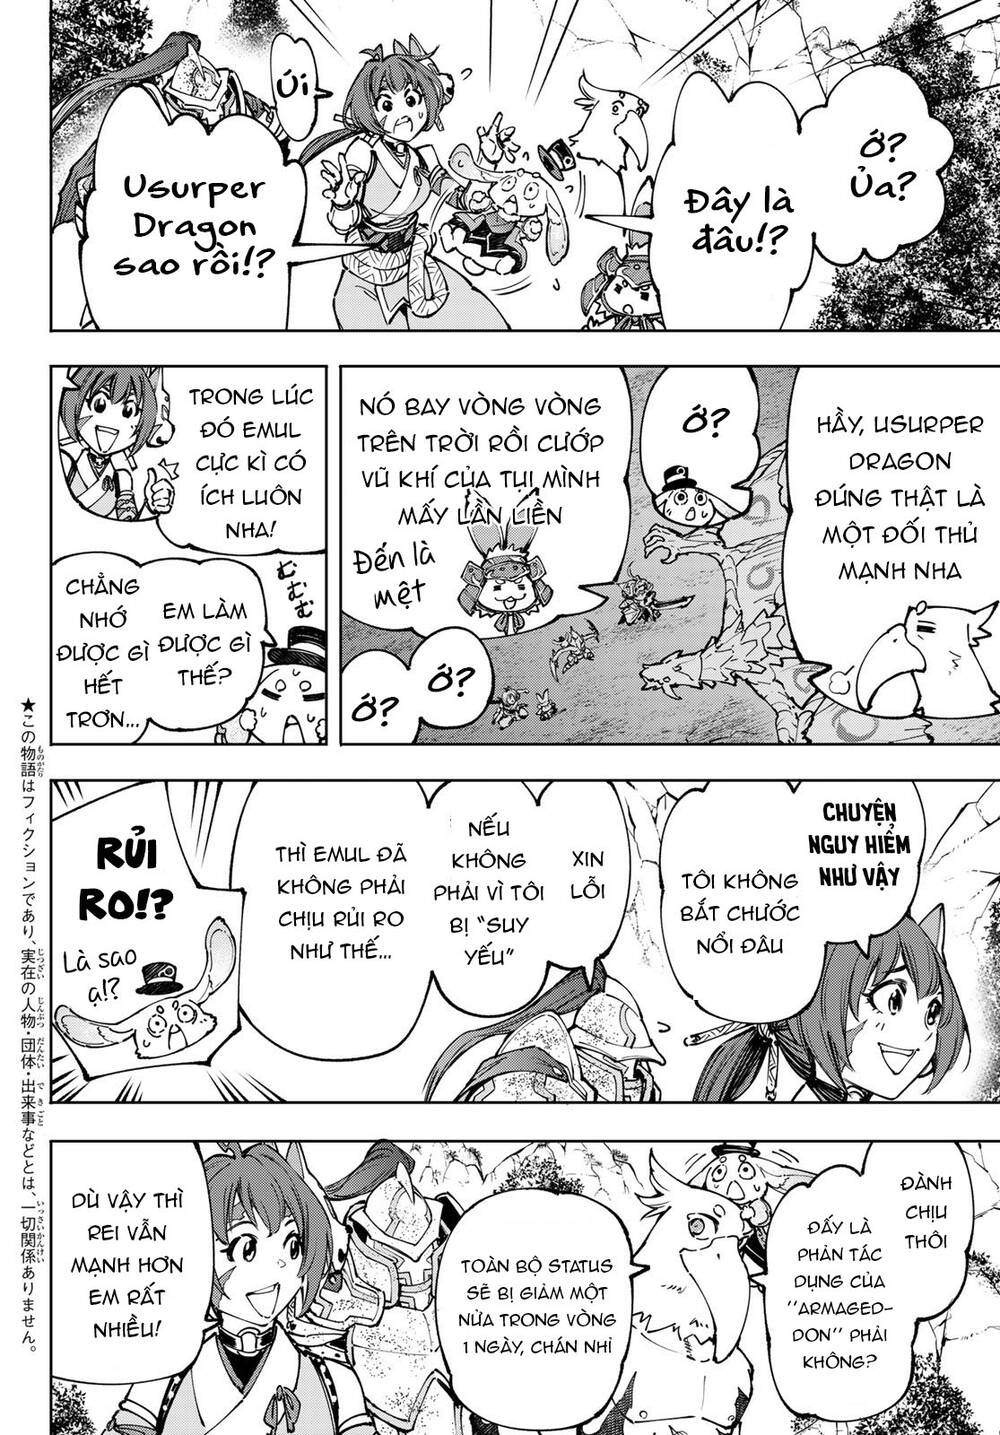 Ớ?
Ủa?
Đây là
đâu!?
Úi
Usurper
Dragon
sao rồi!?
HẦY, USURPER
DRAGON
ĐÚNG THẬT LÀ
MỘT ĐỐI THỦ
MẠNH NHA
Ớ?
NÓ BAY VÒNG VÒNG
TRÊN TRỜI RỒI CƯỚP
VŨ KHÍ CỦA TỤI MÌNH
MẤY LẦN LIỀN
Đến là
mệt
Ớ?
Ớ?
TRONG LÚC
ĐÓ EMUL
CỰC KÌ CÓ
ÍCH LUÔN
NHA!
むむむ
EM LÀM
ĐƯỢC GÌ
THẾ?
CHẲNG
NHỚ
ĐƯỢC GÌ
HẾT
TRƠN...
CHUYỆN
NGUY HIỂM
NHƯ VẬY
TÔI KHÔNG
BẮT CHƯỚC
NỔI ĐÂU
XIN
LỖI
NẾU
KHÔNG
PHẢI VÌ TÔI
BỊ “SUY
YẾU”
THÌ EMUL ĐÃ
KHÔNG PHẢI
CHỊU RỦI RO
NHƯ THẾ...
RỦI
RO!?
Là sao
ạ!?
ĐÀNH
CHỊU
THÔI
ĐẤY LÀ
PHẢN TÁC
DỤNG CỦA
"ARMAGED-
DON" PHẢI
KHÔNG?
TOÀN BỘ STATUS
SẼ BỊ GIẢM MỘT
NỬA TRONG VÒNG
1 NGÀY, CHÁN NHỈ
DÙ VẬY THÌ
REI VẪN
MẠNH HƠN
EM RẤT
NHIỀU!
★この物語はフィクションであり、実在の人物・団体・出来事などとは、一切関係ありません。